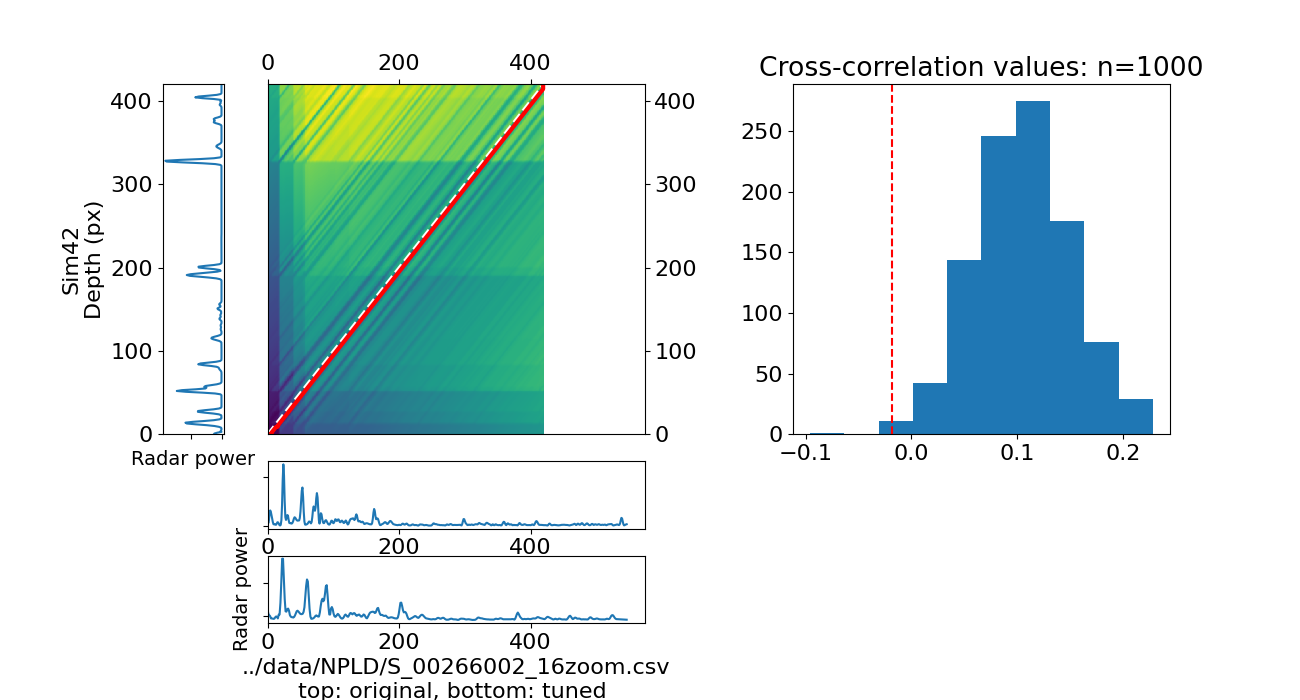 0 200 400
400 400
300 300
200 200
100 100
0 0
Sim42
Depth (px)
Radar power
0 200 400
Radar power
0 200 400
../data/NPLD/S_00266002_16zoom.csv
top: original, bottom: tuned
Cross-correlation values: n=1000
250
200
150
100
50
0
−0.1 0.0 0.1 0.2